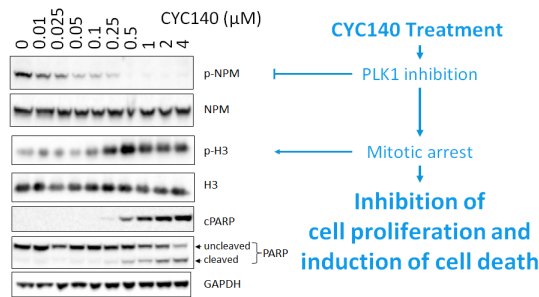 CYC140 (µM)
0 0.01 0.025 0.05 0.1 0.25 0.5 1 2 4
p-NPM
NPM
p-H3
H3
cPARP
uncleaved
cleaved
PARP
GAPDH
CYC140 Treatment
PLK1 inhibition
Mitotic arrest
Inhibition of
cell proliferation and
induction of cell death